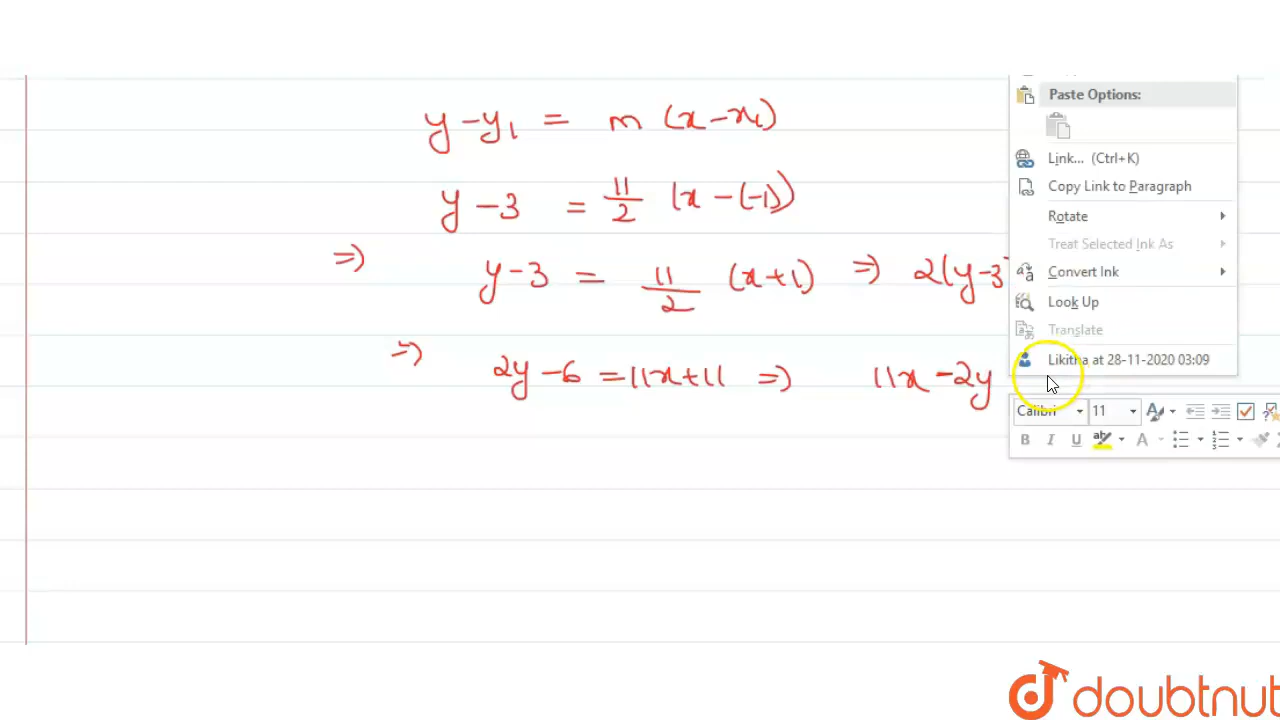 y - y₁ = m (x - x₁)
y - 3 = 11/2 (x - (-1))
⇒ y - 3 = 11/2 (x + 1) ⇒ 2(y - 3
⇒ 2y - 6 = 11x + 11 ⇒ 11x - 2y
Paste Options:
Link... (Ctrl+K)
Copy Link to Paragraph
Rotate
Treat Selected Ink As
Convert Ink
Look Up
Translate
Likitha at 28-11-2020 03:09
Calibri 11
B I U ab A
doubtnut